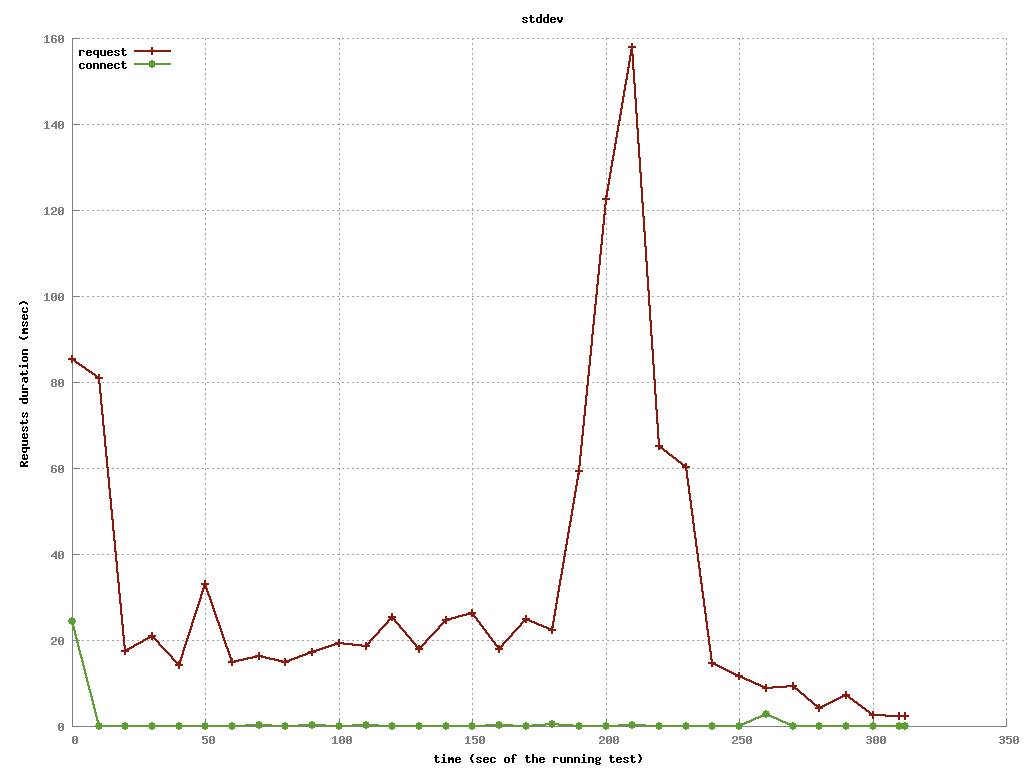 stddev
request
connect
160
140
120
100
80
60
40
20
0
Requests duration (msec)
0 50 100 150 200 250 300 350
time (sec of the running test)